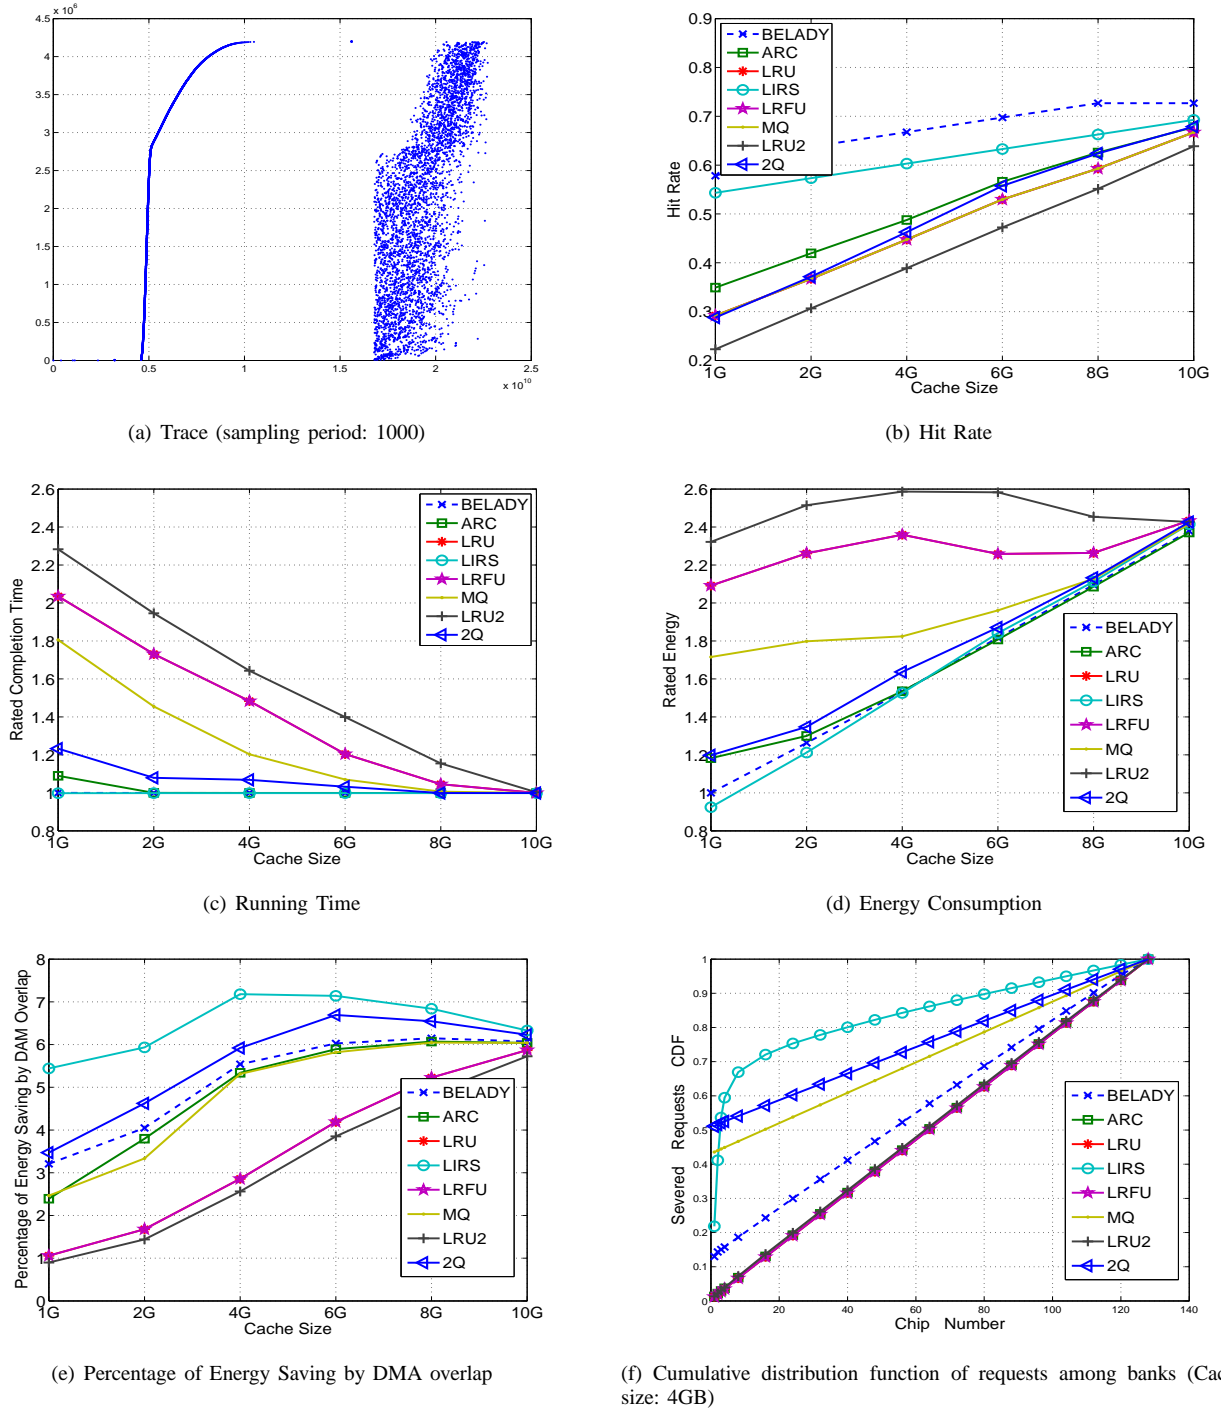 4.5 x 10^6
4
3.5
3
2.5
2
1.5
1
0.5
0
0 0.5 1 1.5 2 2.5
x 10^10
(a) Trace (sampling period: 1000)
0.9
0.8
0.7
0.6
0.5
0.4
0.3
0.2
Hit Rate
BELADY
ARC
LRU
LIRS
LRFU
MQ
LRU2
2Q
1G 2G 4G 6G 8G 10G
Cache Size
(b) Hit Rate
2.6
2.4
2.2
2
1.8
1.6
1.4
1.2
1
0.8
Rated Completion Time
BELADY
ARC
LRU
LIRS
LRFU
MQ
LRU2
2Q
1G 2G 4G 6G 8G 10G
Cache Size
(c) Running Time
2.6
2.4
2.2
2
1.8
1.6
1.4
1.2
1
0.8
Rated Energy
BELADY
ARC
LRU
LIRS
LRFU
MQ
LRU2
2Q
1G 2G 4G 6G 8G 10G
Cache Size
(d) Energy Consumption
8
7
6
5
4
3
2
1
0
Percentage of Energy Saving by DAM Overlap
BELADY
ARC
LRU
LIRS
LRFU
MQ
LRU2
2Q
1G 2G 4G 6G 8G 10G
Cache Size
(e) Percentage of Energy Saving by DMA overlap
1
0.9
0.8
0.7
0.6
0.5
0.4
0.3
0.2
0.1
0
Severed Requests CDF
BELADY
ARC
LRU
LIRS
LRFU
MQ
LRU2
2Q
0 20 40 60 80 100 120 140
Chip Number
(f) Cumulative distribution function of requests among banks (Cac
size: 4GB)